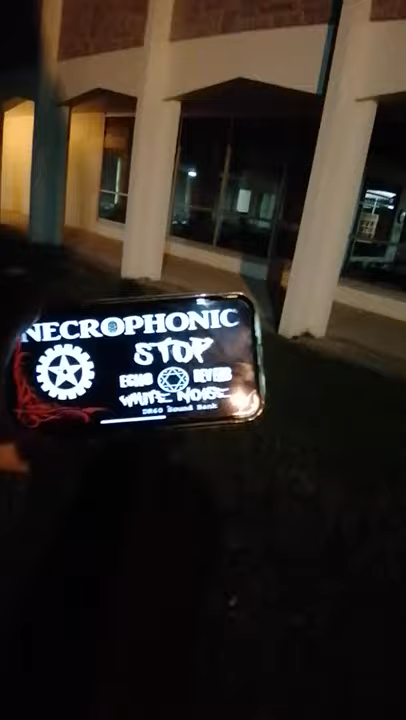 NECROPHONIC
STOP
ECHO REVERB
WHITE NOISE
DR60 Sound Bank